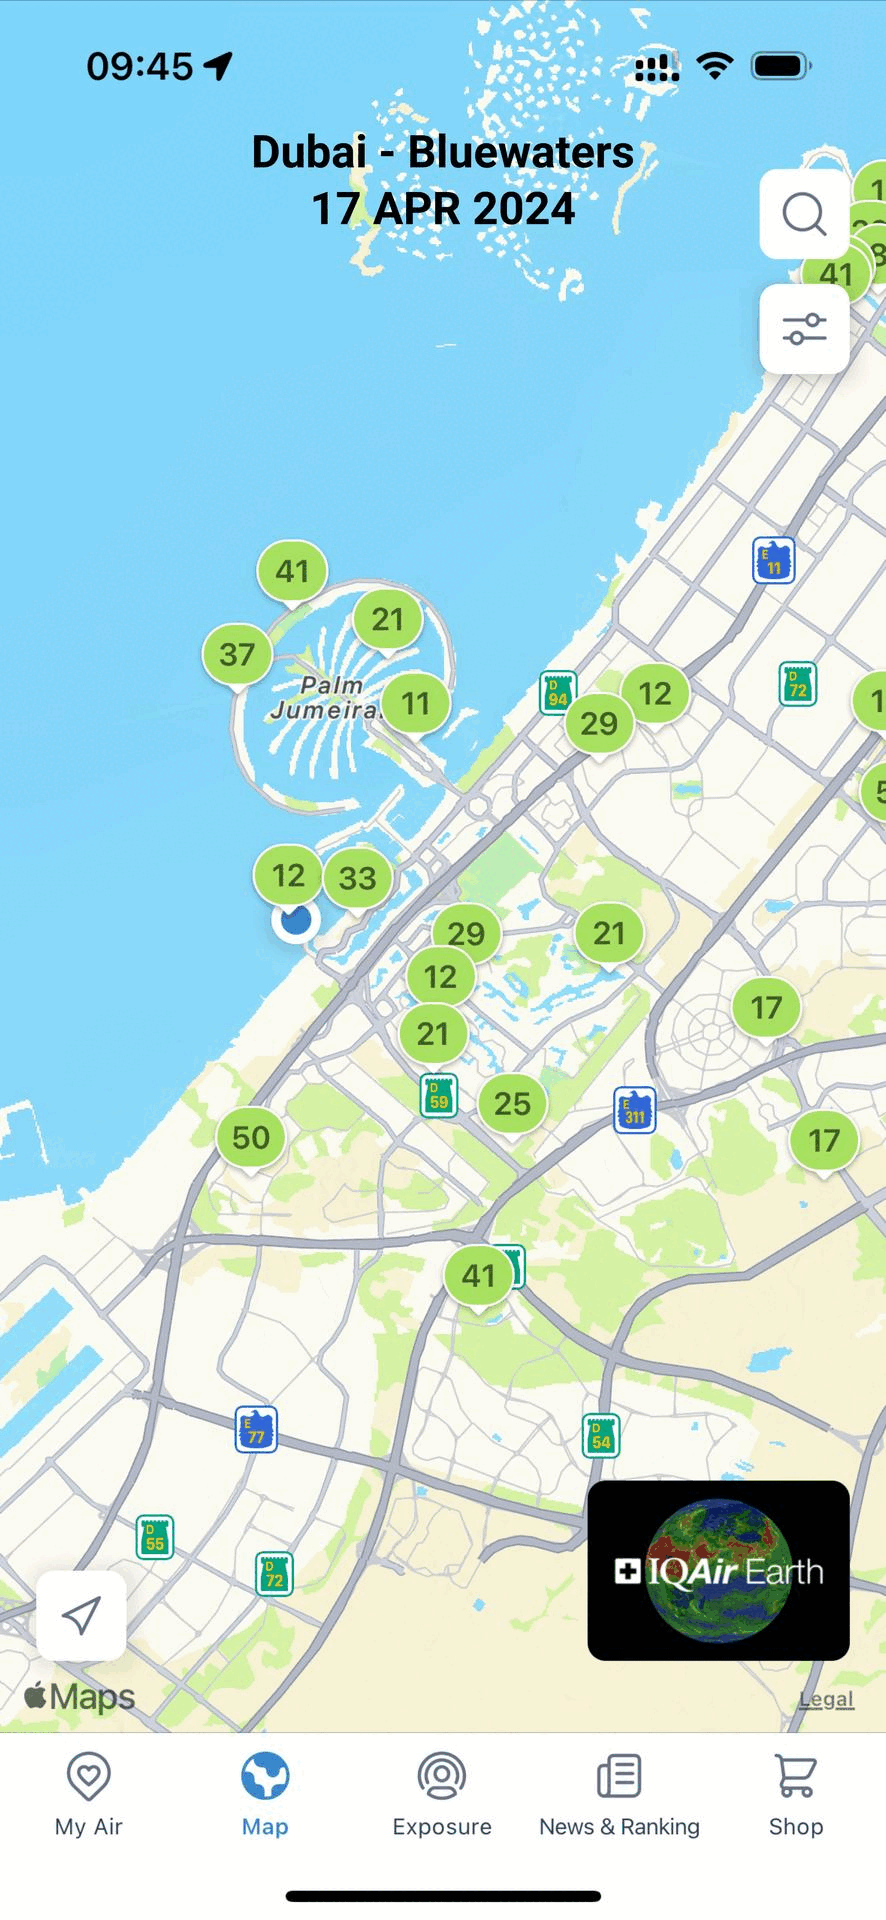 09:45
Dubai - Bluewaters
17 APR 2024
41
E
11
41
21
37
Palm
Jumeira
11
D
94
12
D
72
29
12
33
29
21
12
17
21
D
59
25
E
311
50
17
41
E
77
D
54
D
55
D
72
IQAir Earth
Maps
Legal
My Air
Map
Exposure
News & Ranking
Shop